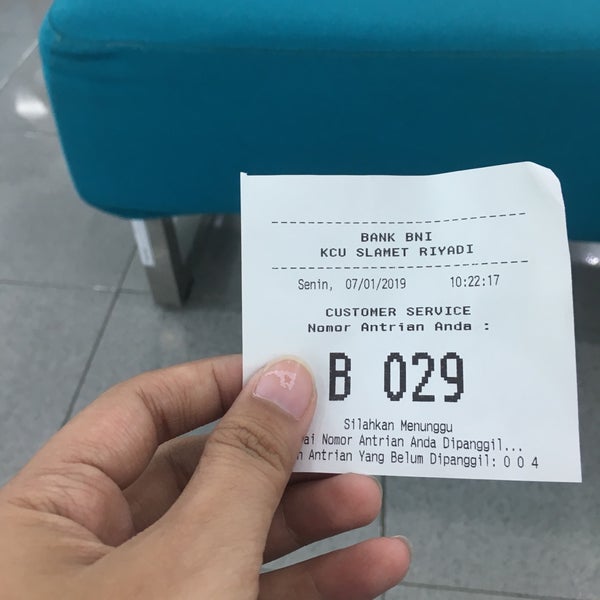 BANK BNI
KCU SLAMET RIYADI
Senin, 07/01/2019 10:22:17
CUSTOMER SERVICE
Nomor Antrian Anda :
B 029
Silahkan Menunggu
Nomor Antrian Anda Dipanggil...
Antrian Yang Belum Dipanggil: 0 0 4